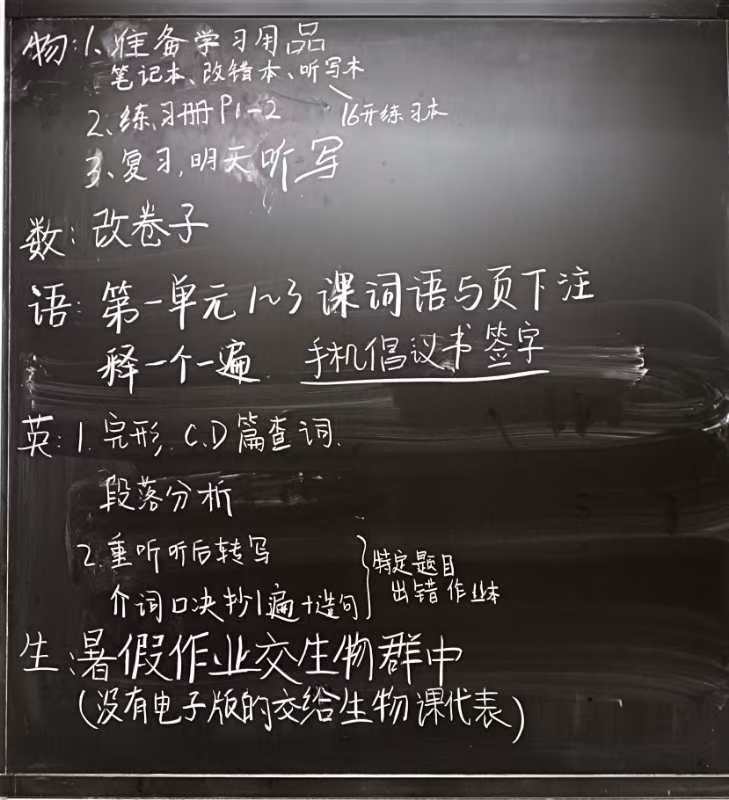 物:1、准备学习用品
笔记本、改错本、听写本
2、练习册P1-2
16开练习本
3、复习,明天听写
数:改卷子
语:第一单元1~3课词语与页下注
释一个一遍 手机倡议书签字
英:1.完形,C.D篇查词.
段落分析
2.重听听后转写
介词口决抄1遍+造句
特定题目
出错作业本
生:暑假作业交生物群中
(没有电子版的交给生物课代表)